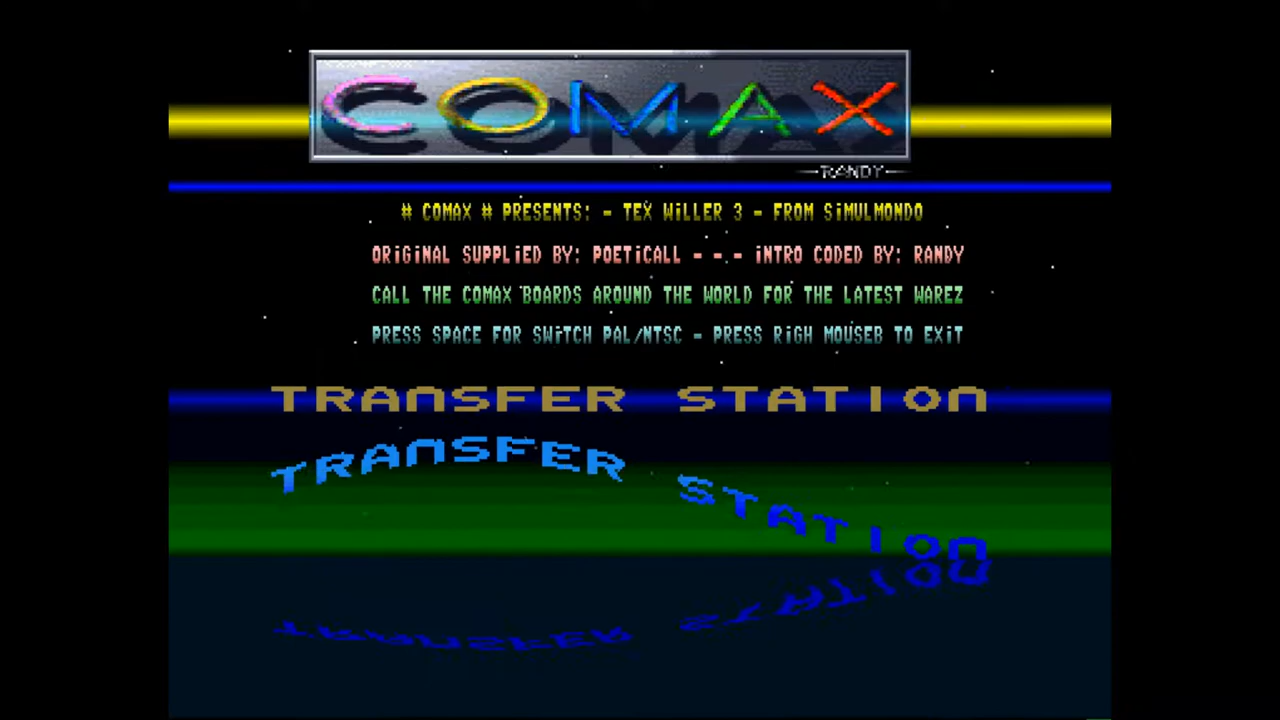 COMAX
RANDY
# COMAX # PRESENTS: - TEX WiLLER 3 - FROM SiMULMONDO
ORiGiNAL SUPPLiED BY: POETiCALL - - - iNTRO CODED BY: RANDY
CALL THE COMAX BOARDS AROUND THE WORLD FOR THE LATEST WAREZ
PRESS SPACE FOR SWiTCH PAL/NTSC - PRESS RiGH MOUSEB TO EXiT
TRANSFER STATION
TRANSFER STATION
TRANSFER STATION